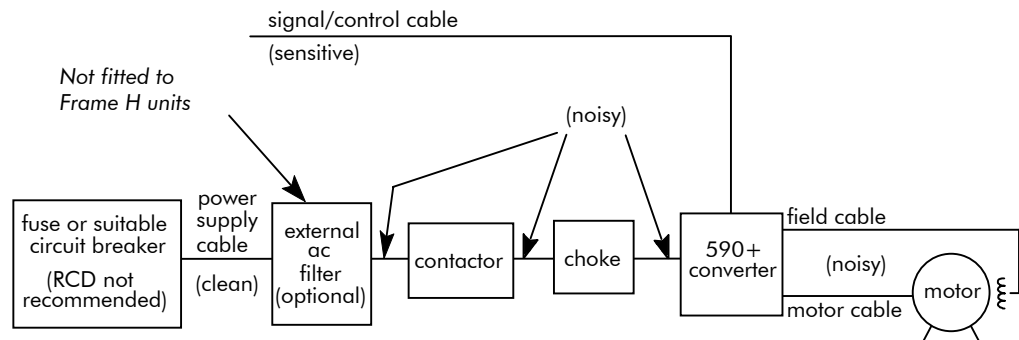 signal/control cable
(sensitive)
Not fitted to
Frame H units
(noisy)
fuse or suitable
circuit breaker
(RCD not
recommended)
power
supply
cable
(clean)
external
ac
filter
(optional)
contactor
choke
590+
converter
field cable
(noisy)
motor cable
motor